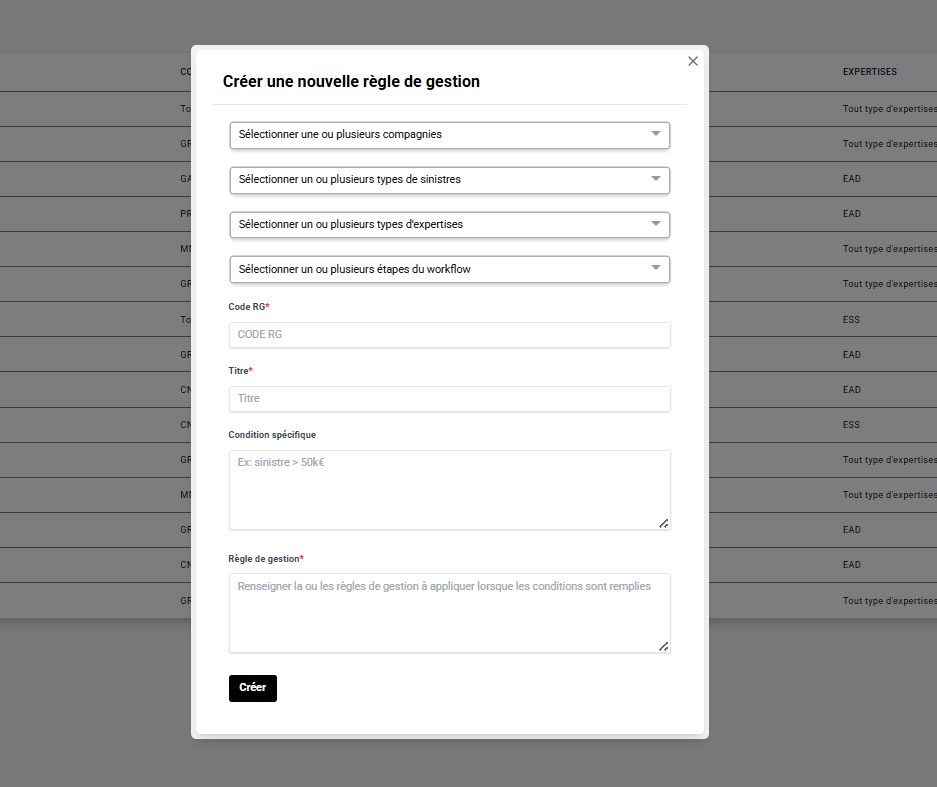 Créer une nouvelle règle de gestion
Sélectionner une ou plusieurs compagnies
Sélectionner un ou plusieurs types de sinistres
Sélectionner un ou plusieurs types d'expertises
Sélectionner un ou plusieurs étapes du workflow
Code RG*
CODE RG
Titre*
Titre
Condition spécifique
Ex: sinistre > 50k€
Règle de gestion*
Renseigner la ou les règles de gestion à appliquer lorsque les conditions sont remplies
Créer
CO EXPERTISES
To Tout type d'expertises
GR Tout type d'expertises
GA EAD
PR EAD
Tout type d'expertises
GR Tout type d'expertises
To ESS
GR EAD
CN EAD
CN ESS
GR Tout type d'expertises
Tout type d'expertises
GR EAD
CN EAD
GR Tout type d'expertises